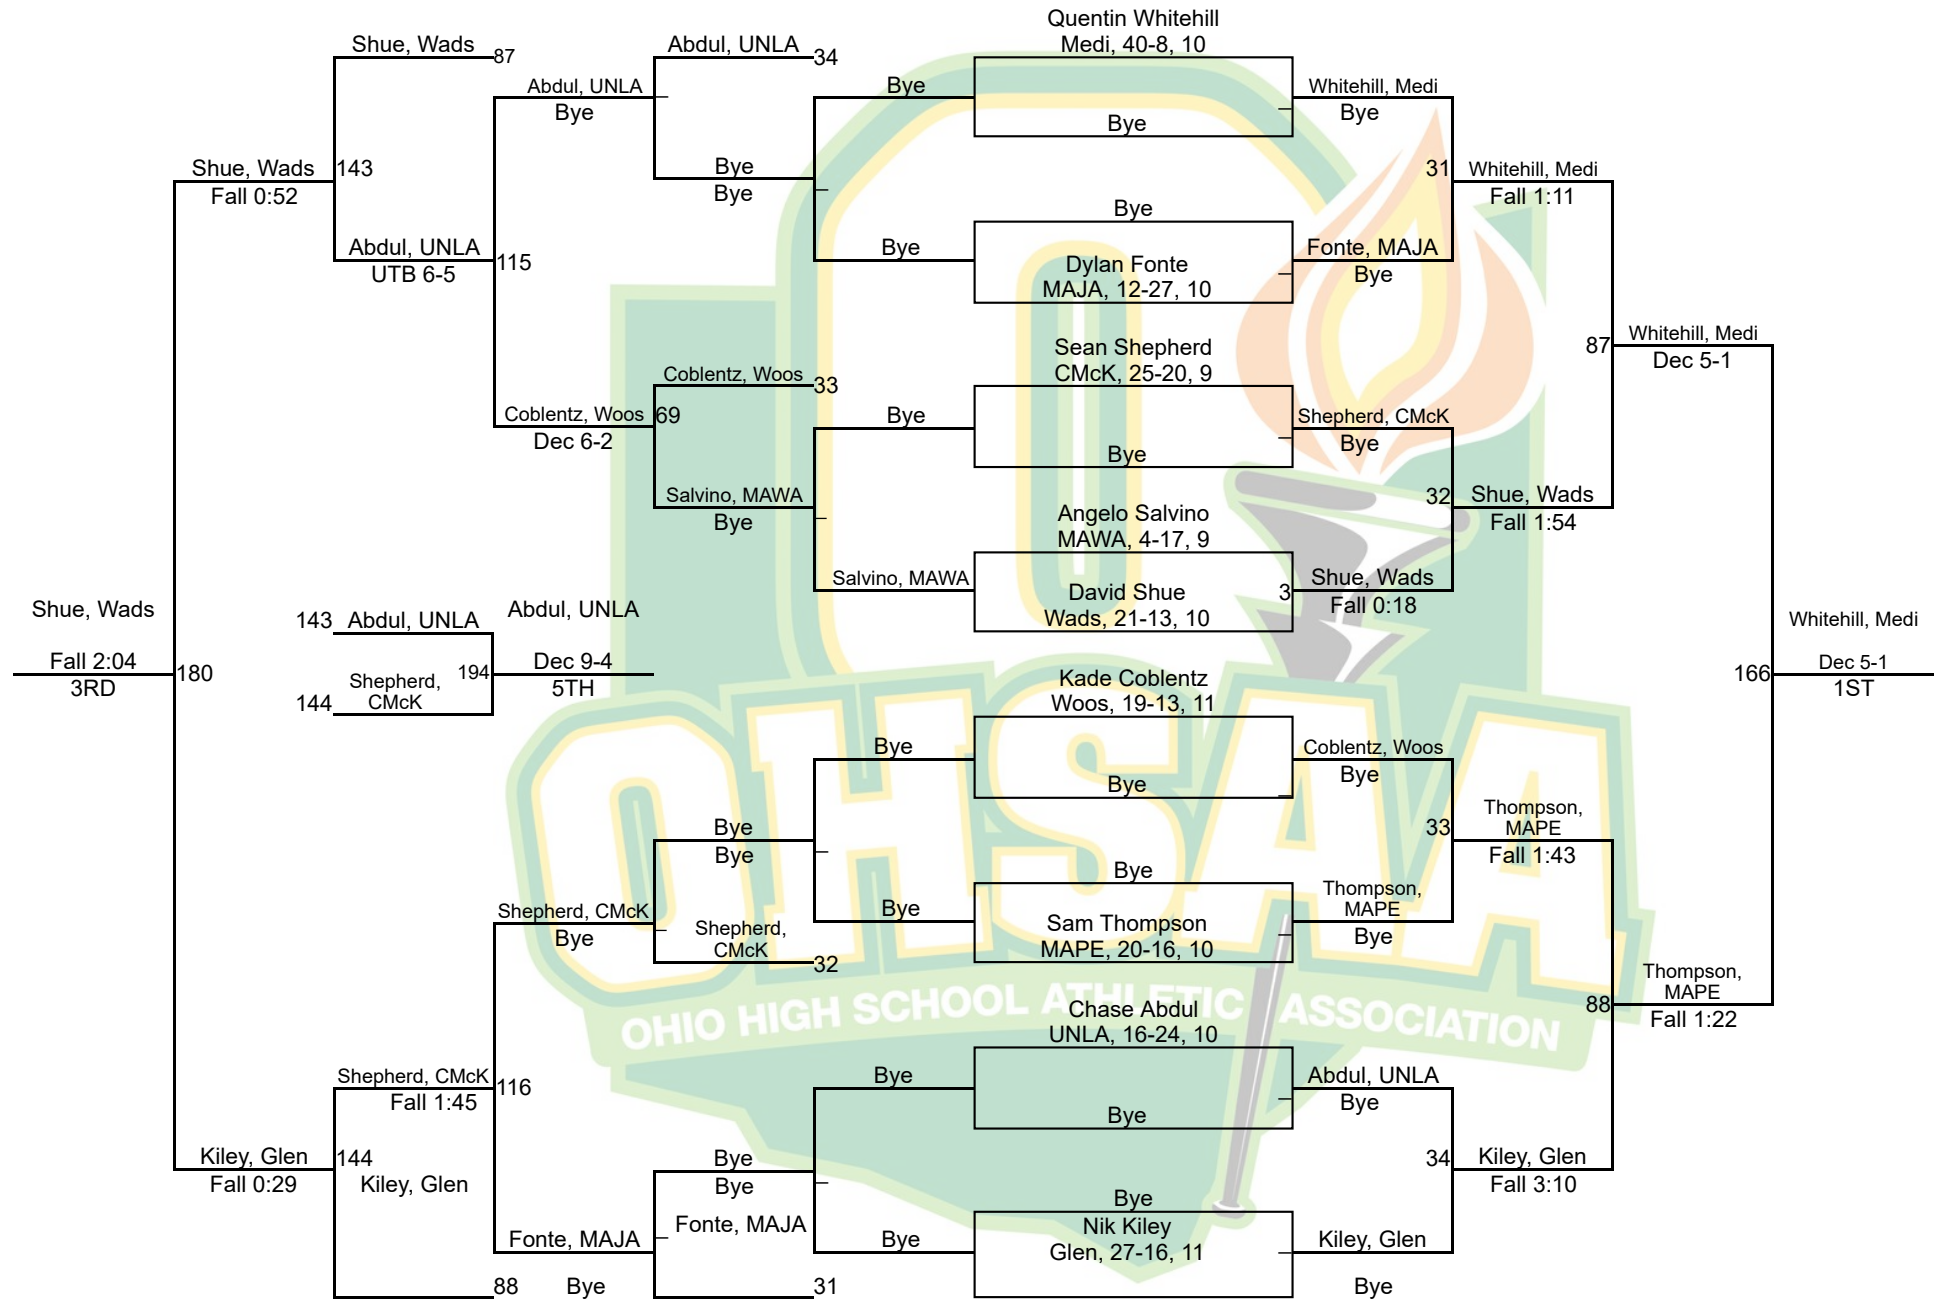 Quentin Whitehill
Shue, Wads
87
Abdul, UNLA
34
Medi, 40-8, 10
Abdul, UNLA
Bye
Bye
Whitehill, Medi
Bye
Bye
Shue, Wads
143
Bye
31
Whitehill, Medi
Fall 0:52
Bye
Fall 1:11
Bye
Abdul, UNLA
115
Bye
Fonte, MAJA
UTB 6-5
Dylan Fonte
Bye
MAJA, 12-27, 10
Sean Shepherd
87
Whitehill, Medi
Dec 5-1
Coblentz, Woos
33
CMcK, 25-20, 9
Coblentz, Woos
69
Bye
Shepherd, CMcK
Dec 6-2
Bye
Bye
Salvino, MAWA
32
Shue, Wads
Bye
Angelo Salvino
Fall 1:54
MAWA, 4-17, 9
Salvino, MAWA
David Shue
3
Shue, Wads
Wads, 21-13, 10
Fall 0:18
Shue, Wads
143
Abdul, UNLA
Abdul, UNLA
Whitehill, Medi
Fall 2:04
180
194
Dec 9-4
166
Dec 5-1
3RD
Shepherd,
CMcK
5TH
1ST
144
Kade Coblentz
Woos, 19-13, 11
Bye
Coblentz, Woos
Bye
Bye
OHSAA
Bye
33
Thompson,
MAPE
Bye
Fall 1:43
Bye
Shepherd, CMcK
Bye
Bye
Thompson,
MAPE
Shepherd,
CMcK
Sam Thompson
Bye
32
MAPE, 20-16, 10
Thompson,
MAPE
88
Fall 1:22
OHIO HIGH SCHOOL ATHLETIC ASSOCIATION
Chase Abdul
UNLA, 16-24, 10
Shepherd, CMcK
116
Bye
Abdul, UNLA
Fall 1:45
Bye
Bye
Kiley, Glen
144
Bye
34
Kiley, Glen
Fall 0:29
Kiley, Glen
Bye
Fall 3:10
Bye
Fonte, MAJA
Fonte, MAJA
Bye
Nik Kiley
Kiley, Glen
Glen, 27-16, 11
88
Bye
31
Bye